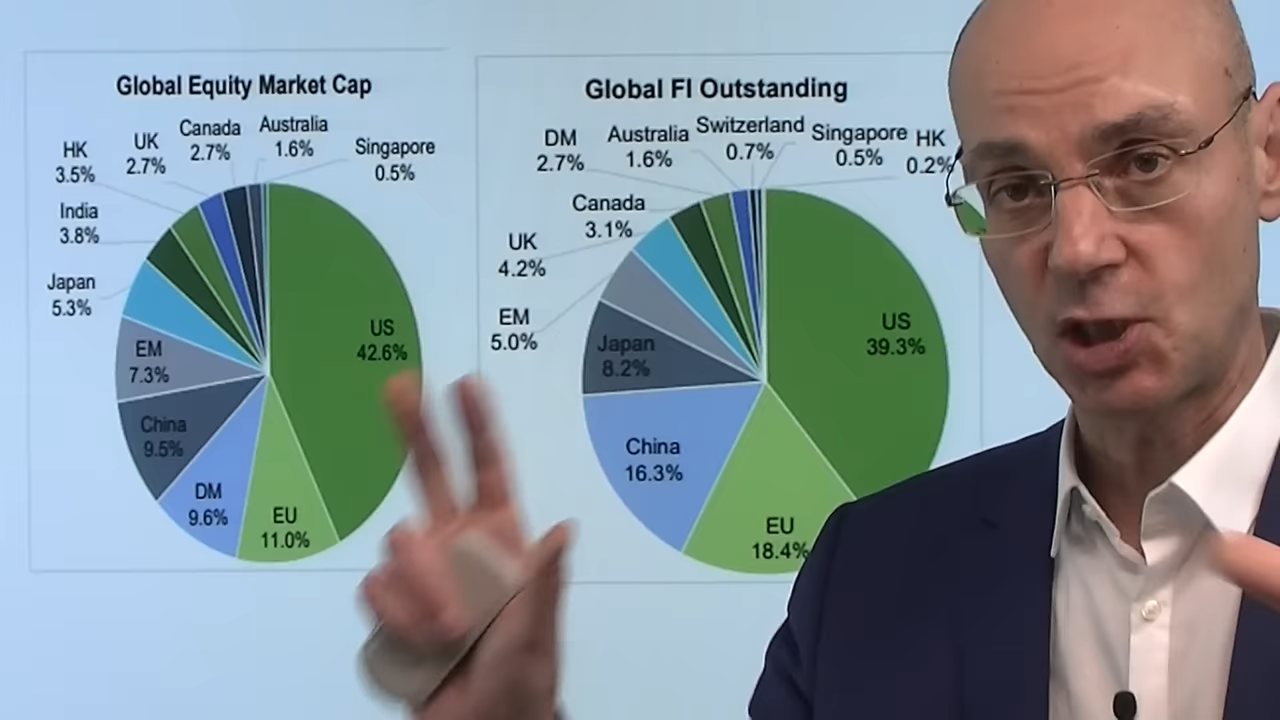 Global Equity Market Cap
HK
3.5%
UK
2.7%
Canada
2.7%
Australia
1.6%
Singapore
0.5%
India
3.8%
Japan
5.3%
EM
7.3%
China
9.5%
DM
9.6%
EU
11.0%
US
42.6%
Global FI Outstanding
DM
2.7%
Australia
1.6%
Switzerland
0.7%
Singapore
0.5%
HK
0.2%
Canada
3.1%
UK
4.2%
EM
5.0%
Japan
8.2%
China
16.3%
EU
18.4%
US
39.3%